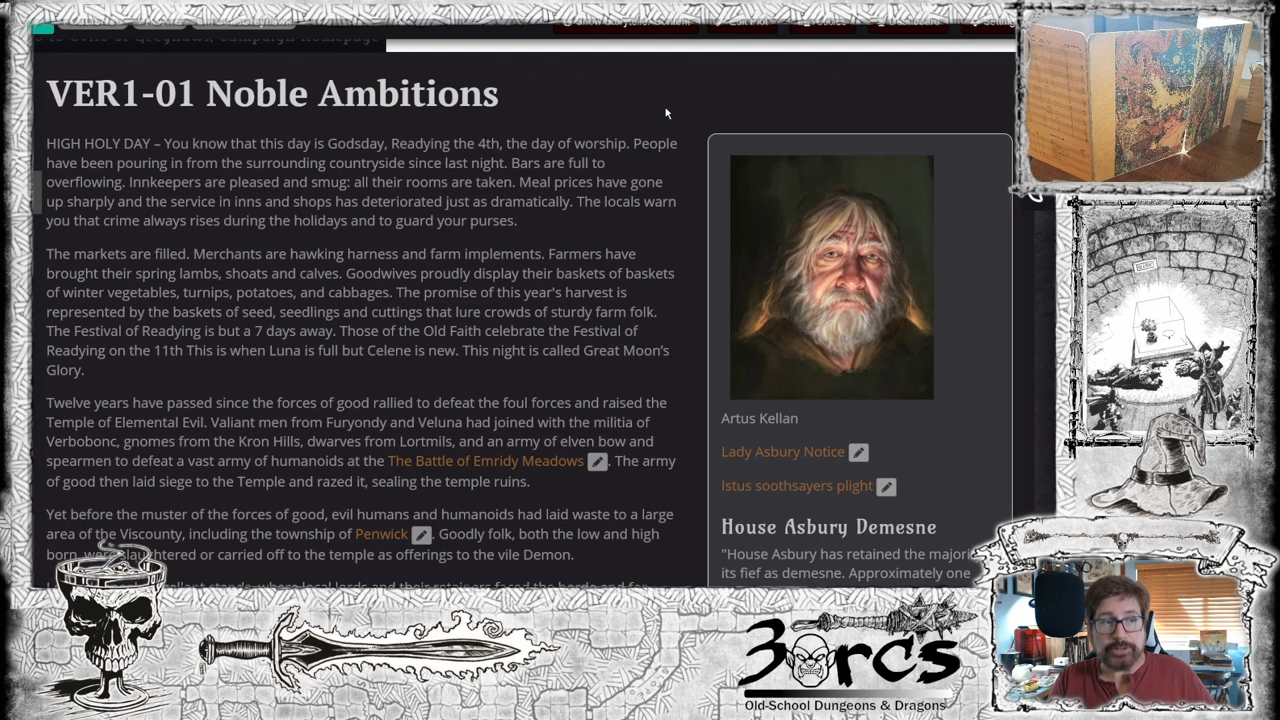 VER1-01 Noble Ambitions
HIGH HOLY DAY – You know that this day is Godsday, Readying the 4th, the day of worship. People
have been pouring in from the surrounding countryside since last night. Bars are full to
overflowing. Innkeepers are pleased and smug: all their rooms are taken. Meal prices have gone
up sharply and the service in inns and shops has deteriorated just as dramatically. The locals warn
you that crime always rises during the holidays and to guard your purses.
The markets are filled. Merchants are hawking harness and farm implements. Farmers have
brought their spring lambs, shoats and calves. Goodwives proudly display their baskets of baskets
of winter vegetables, turnips, potatoes, and cabbages. The promise of this year's harvest is
represented by the baskets of seed, seedlings and cuttings that lure crowds of sturdy farm folk.
The Festival of Readying is but a 7 days away. Those of the Old Faith celebrate the Festival of
Readying on the 11th This is when Luna is full but Celene is new. This night is called Great Moon's
Glory.
Twelve years have passed since the forces of good rallied to defeat the foul forces and raised the
Temple of Elemental Evil. Valiant men from Furyondy and Veluna had joined with the militia of
Verbobonc, gnomes from the Kron Hills, dwarves from Lortmils, and an army of elven bow and
spearmen to defeat a vast army of humanoids at the The Battle of Emridy Meadows . The army
of good then laid siege to the Temple and razed it, sealing the temple ruins.
Yet before the muster of the forces of good, evil humans and humanoids had laid waste to a large
area of the Viscounty, including the township of Penwick . Goodly folk, both the low and high
born, were slaughtered or carried off to the temple as offerings to the vile Demon.
Artus Kellan
Lady Asbury Notice
Istus soothsayers plight
House Asbury Demesne
"House Asbury has retained the majori
its fief as demesne. Approximately one
3 orcs
Old-School Dungeons & Dragons